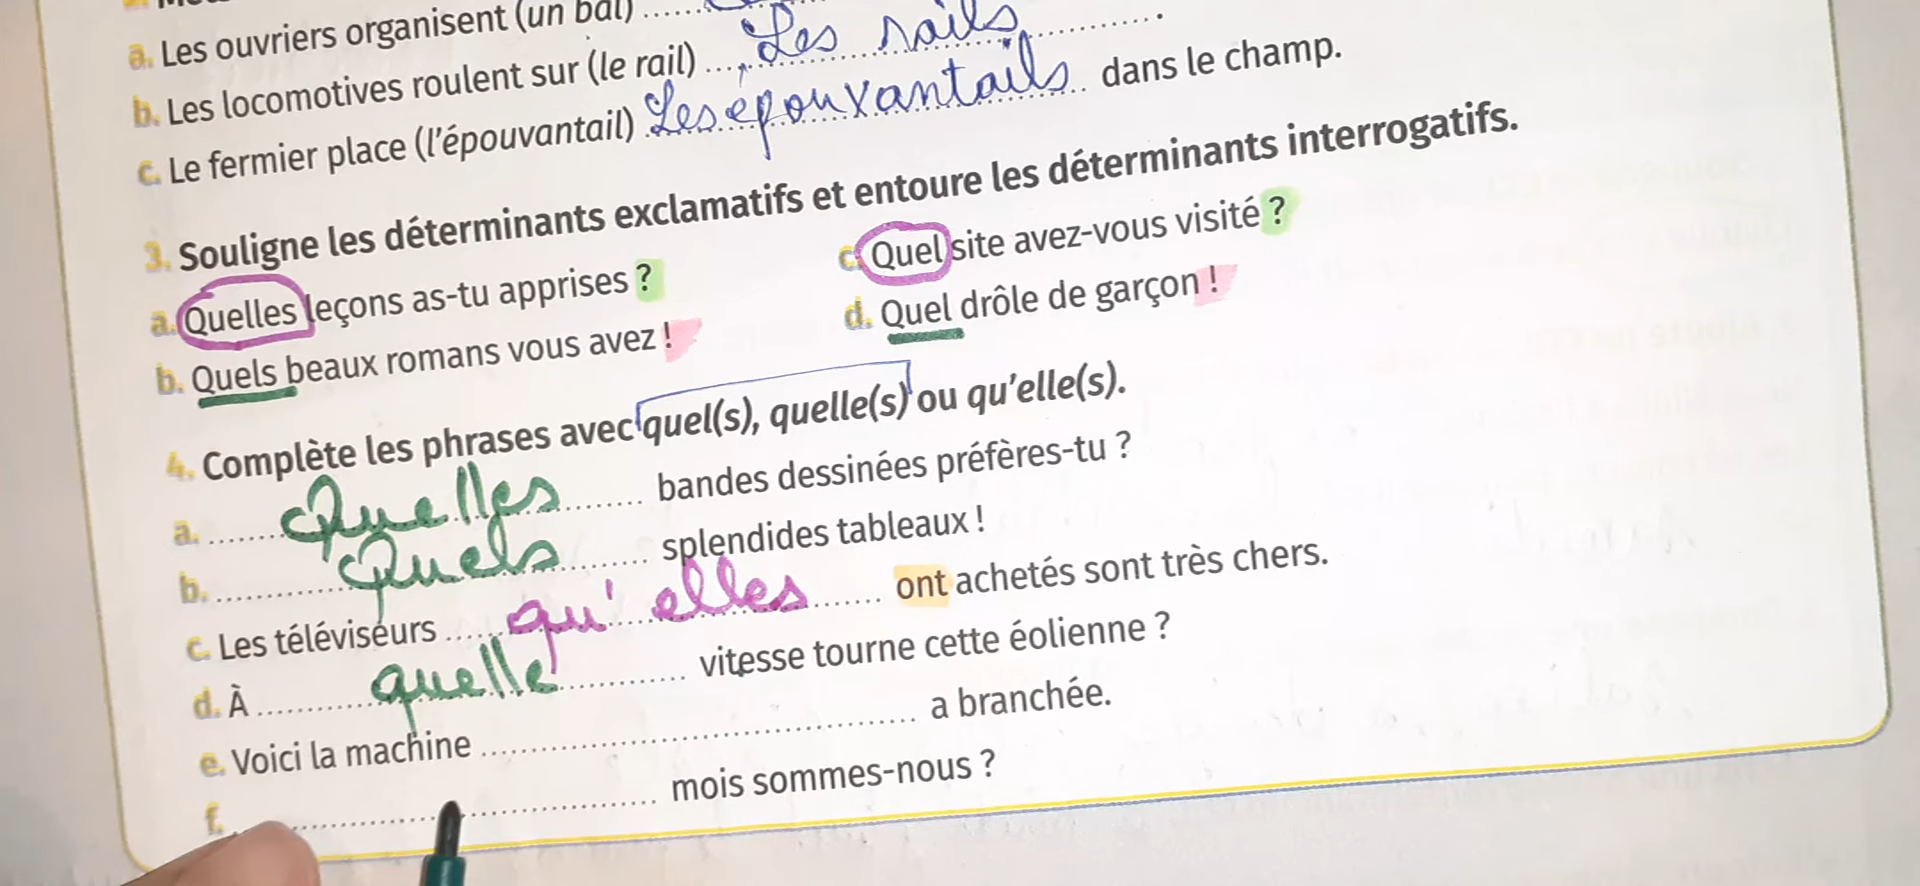 a. Les ouvriers organisent (un bal)
b. Les locomotives roulent sur (le rail) Les rails.
c. Le fermier place (l'épouvantail) Les épouvantails dans le champ.
3. Souligne les déterminants exclamatifs et entoure les déterminants interrogatifs.
a. Quelles leçons as-tu apprises ?
b. Quels beaux romans vous avez !
c. Quel site avez-vous visité ?
d. Quel drôle de garçon !
4. Complète les phrases avec quel(s), quelle(s) ou qu'elle(s).
a. Quelles bandes dessinées préfères-tu ?
b. Quels splendides tableaux !
c. Les téléviseurs qu'elles ont achetés sont très chers.
d. À quelle vitesse tourne cette éolienne ?
e. Voici la machine ........ a branchée.
f. ........ mois sommes-nous ?